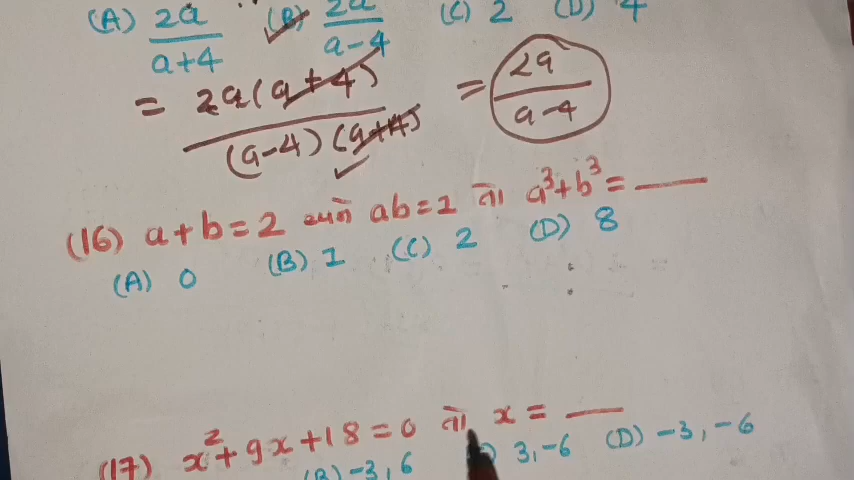 (A) 2a/a+4 (B) 2a/a-4 (C) 2 (D) 4
= 2a(a+4)/(a-4)(a+4) = 2a/a-4
(16) a+b=2 અને ab=1 તો a³+b³=___
(A) 0 (B) 1 (C) 2 (D) 8
(17) x²+9x+18=0 તો x=___
(B) -3, 6 3, -6 (D) -3, -6